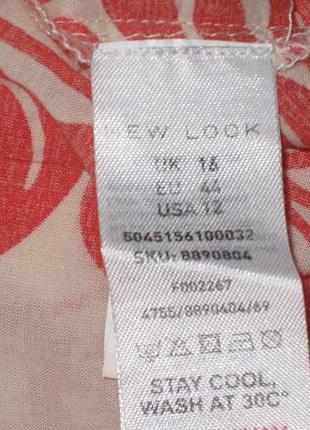 NEW LOOK
UK 16
EU 44
USA 12
5045156100032
SKU: 8890804
F002267
4755/8890404/69
STAY COOL,
WASH AT 30C°